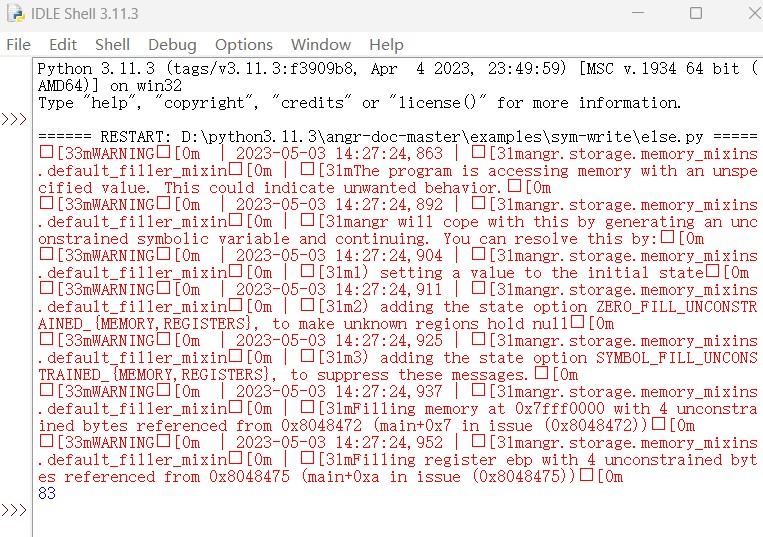 IDLE Shell 3.11.3
File Edit Shell Debug Options Window Help
Python 3.11.3 (tags/v3.11.3:f3909b8, Apr  4 2023, 23:49:59) [MSC v.1934 64 bit (
AMD64)] on win32
Type "help", "copyright", "credits" or "license()" for more information.
>>>
====== RESTART: D:\python3.11.3\angr-doc-master\examples\sym-write\else.py =====
□[33mWARNING□[0m  | 2023-05-03 14:27:24,863 | □[31mangr.storage.memory_mixins
.default_filler_mixin□[0m | □[31mThe program is accessing memory with an unspe
cified value. This could indicate unwanted behavior.□[0m
□[33mWARNING□[0m  | 2023-05-03 14:27:24,892 | □[31mangr.storage.memory_mixins
.default_filler_mixin□[0m | □[31mangr will cope with this by generating an unc
onstrained symbolic variable and continuing. You can resolve this by:□[0m
□[33mWARNING□[0m  | 2023-05-03 14:27:24,904 | □[31mangr.storage.memory_mixins
.default_filler_mixin□[0m | □[31m1) setting a value to the initial state□[0m
□[33mWARNING□[0m  | 2023-05-03 14:27:24,911 | □[31mangr.storage.memory_mixins
.default_filler_mixin□[0m | □[31m2) adding the state option ZERO_FILL_UNCONSTR
AINED_{MEMORY,REGISTERS}, to make unknown regions hold null□[0m
□[33mWARNING□[0m  | 2023-05-03 14:27:24,925 | □[31mangr.storage.memory_mixins
.default_filler_mixin□[0m | □[31m3) adding the state option SYMBOL_FILL_UNCONS
TRAINED_{MEMORY,REGISTERS}, to suppress these messages.□[0m
□[33mWARNING□[0m  | 2023-05-03 14:27:24,937 | □[31mangr.storage.memory_mixins
.default_filler_mixin□[0m | □[31mFilling memory at 0x7fff0000 with 4 unconstra
ined bytes referenced from 0x8048472 (main+0x7 in issue (0x8048472))□[0m
□[33mWARNING□[0m  | 2023-05-03 14:27:24,952 | □[31mangr.storage.memory_mixins
.default_filler_mixin□[0m | □[31mFilling register ebp with 4 unconstrained byt
es referenced from 0x8048475 (main+0xa in issue (0x8048475))□[0m
83
>>>